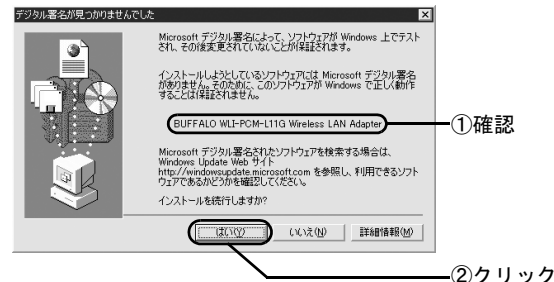 デジタル署名が見つかりませんでした
Microsoft デジタル署名によって、ソフトウェアが Windows 上でテスト
され、その後変更されていないことが保証されます。
インストールしようとしているソフトウェアには Microsoft デジタル署名
がありません。そのために、このソフトウェアが Windows で正しく動作
することは保証されません。
BUFFALO WLI-PCM-L11G Wireless LAN Adapter
①確認
Microsoft デジタル署名されたソフトウェアを検索する場合は、
Windows Update Web サイト
http://windowsupdate.microsoft.com を参照し、利用できるソフト
ウェアであるかどうかを確認してください。
インストールを続行しますか?
はい(Y) いいえ(N) 詳細情報(M)
②クリック